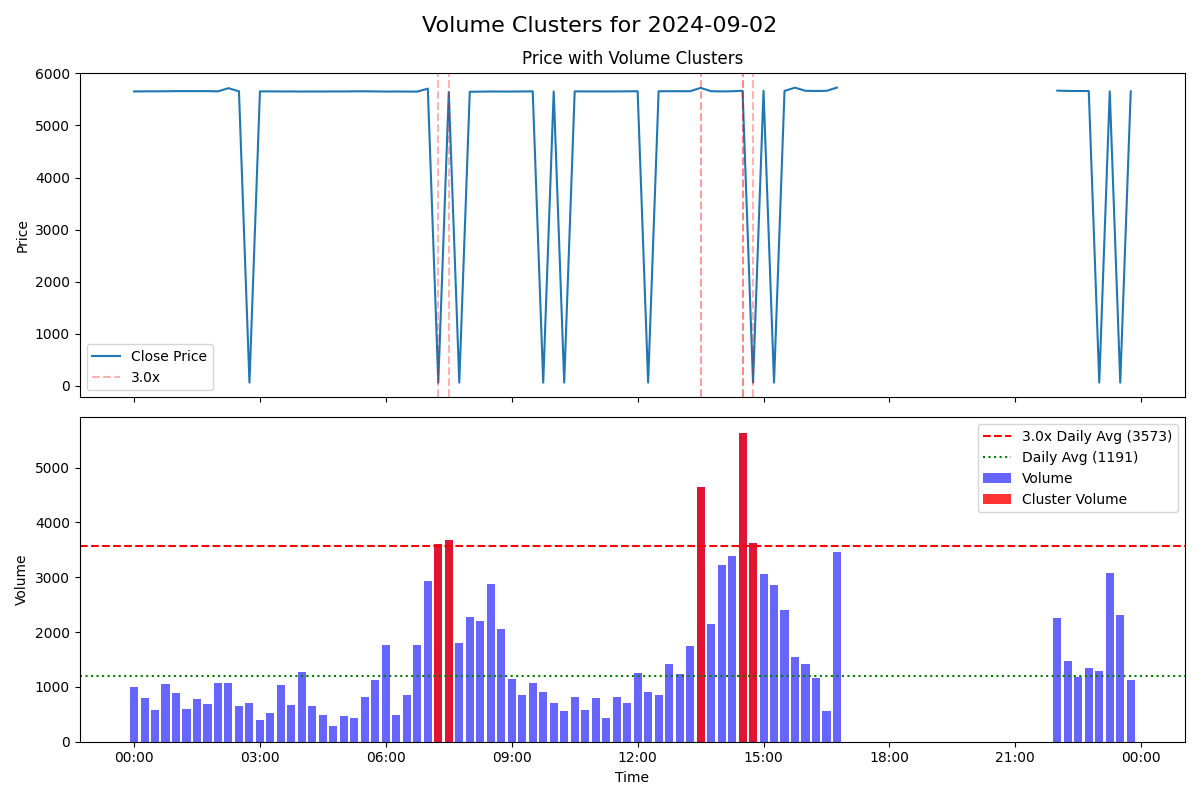 Volume Clusters for 2024-09-02
Price with Volume Clusters
6000
5000
4000
3000
2000
1000
0
Price
Close Price
3.0x
5000
4000
3000
2000
1000
0
Volume
3.0x Daily Avg (3573)
Daily Avg (1191)
Volume
Cluster Volume
00:00 03:00 06:00 09:00 12:00 15:00 18:00 21:00 00:00
Time